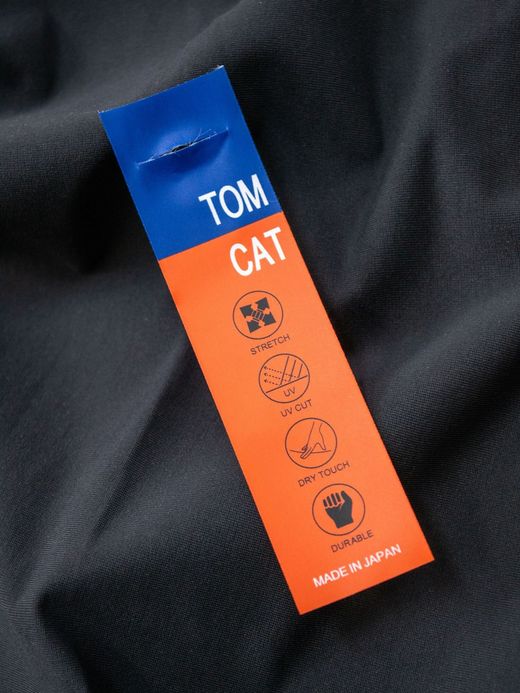 TOM
CAT
STRETCH
UV
UV CUT
DRY TOUCH
DURABLE
MADE IN JAPAN